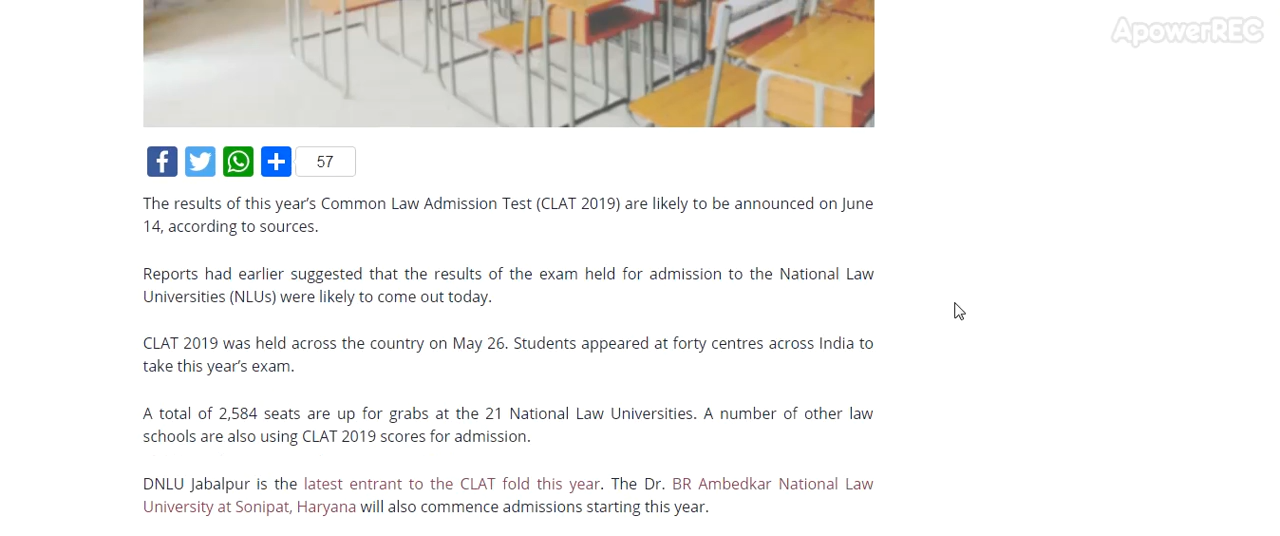 ApowerREC
57
The results of this year’s Common Law Admission Test (CLAT 2019) are likely to be announced on June
14, according to sources.
Reports had earlier suggested that the results of the exam held for admission to the National Law
Universities (NLUs) were likely to come out today.
CLAT 2019 was held across the country on May 26. Students appeared at forty centres across India to
take this year’s exam.
A total of 2,584 seats are up for grabs at the 21 National Law Universities. A number of other law
schools are also using CLAT 2019 scores for admission.
DNLU Jabalpur is the latest entrant to the CLAT fold this year. The Dr. BR Ambedkar National Law
University at Sonipat, Haryana will also commence admissions starting this year.